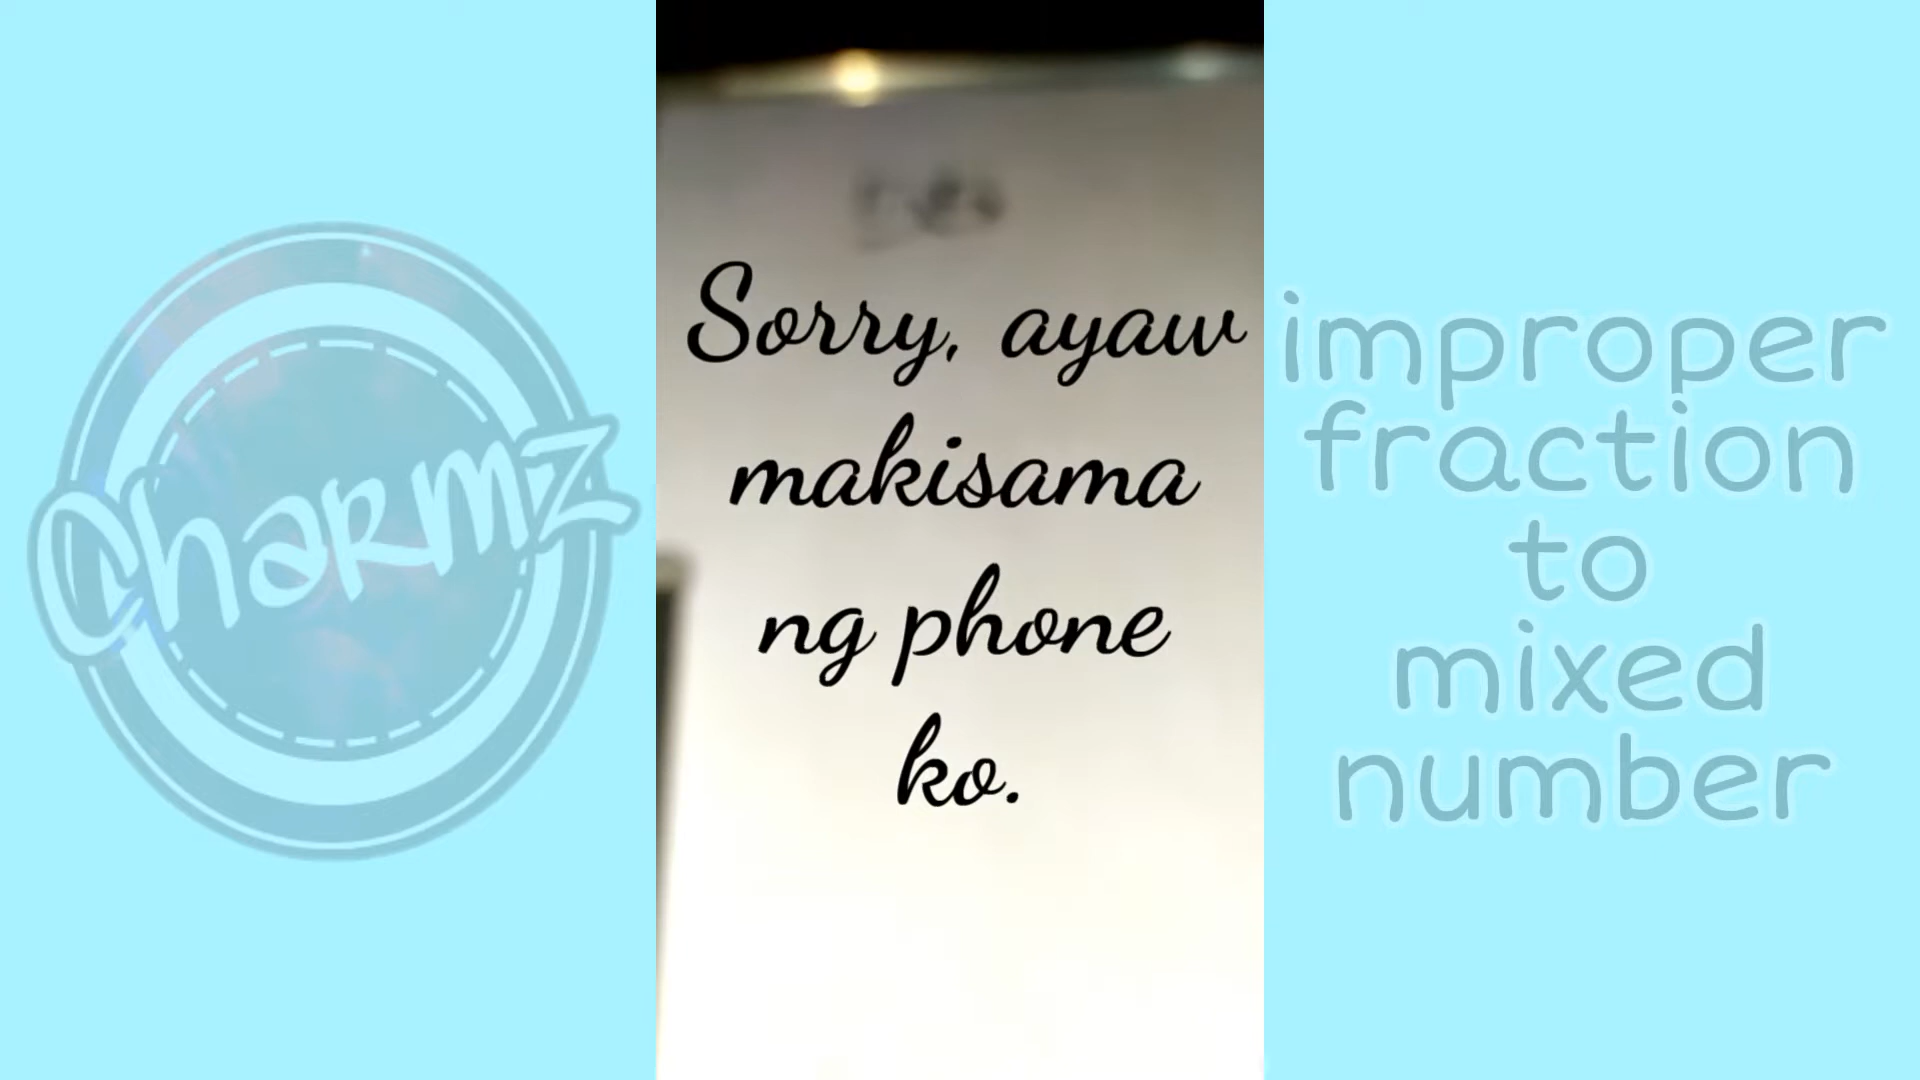 Charmz
Sorry, ayaw
makisama
ng phone
ko.
improper
fraction
to
mixed
number